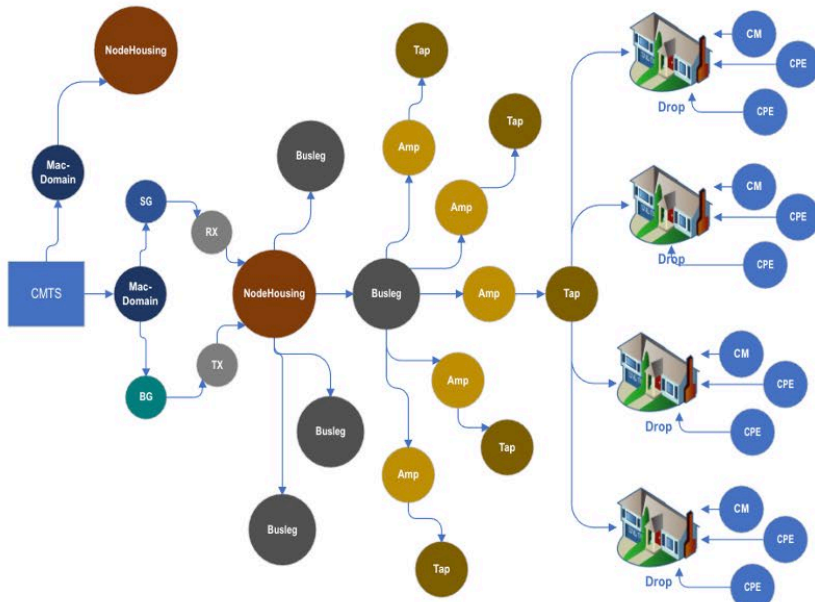 NodeHousing
Mac-
Domain
CMTS
Mac-
Domain
SG
RX
BG
TX
NodeHousing
Busleg
Busleg
Busleg
Busleg
Amp
Tap
Amp
Tap
Amp
Tap
Amp
Tap
Amp
Tap
CM
CPE
Drop
CPE
CM
CPE
Drop
CPE
CM
CPE
Drop
CPE
CM
CPE
Drop
CPE